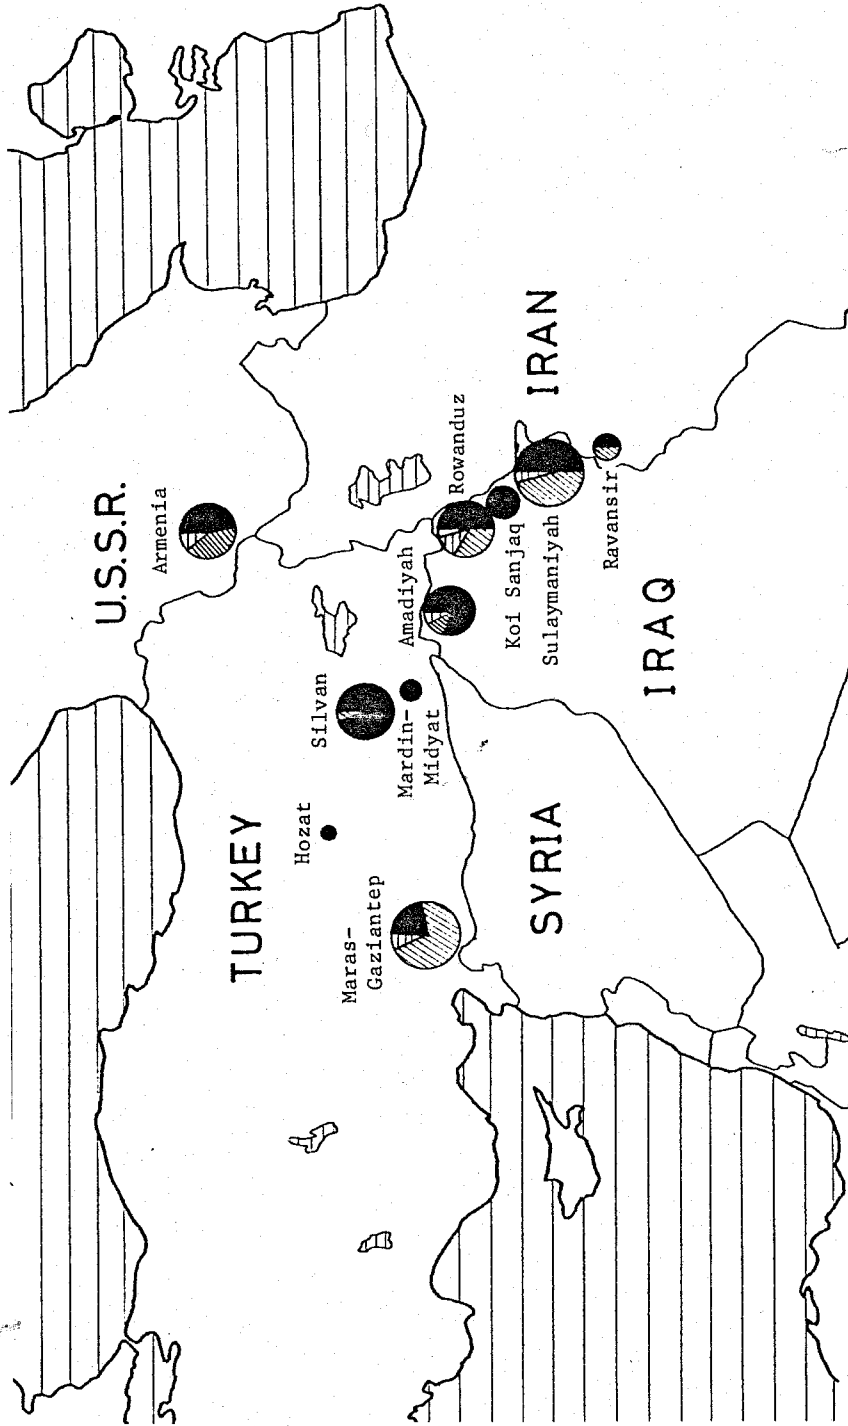 U.S.S.R.
Armenia
TURKEY
Hozat
Silvan
Maras-
Gaziantep
Mardin-
Midyat
Amadiyah
Rowanduz
Koi Sanjaq
Sulaymaniyah
Ravansir
IRAN
SYRIA
IRAQ